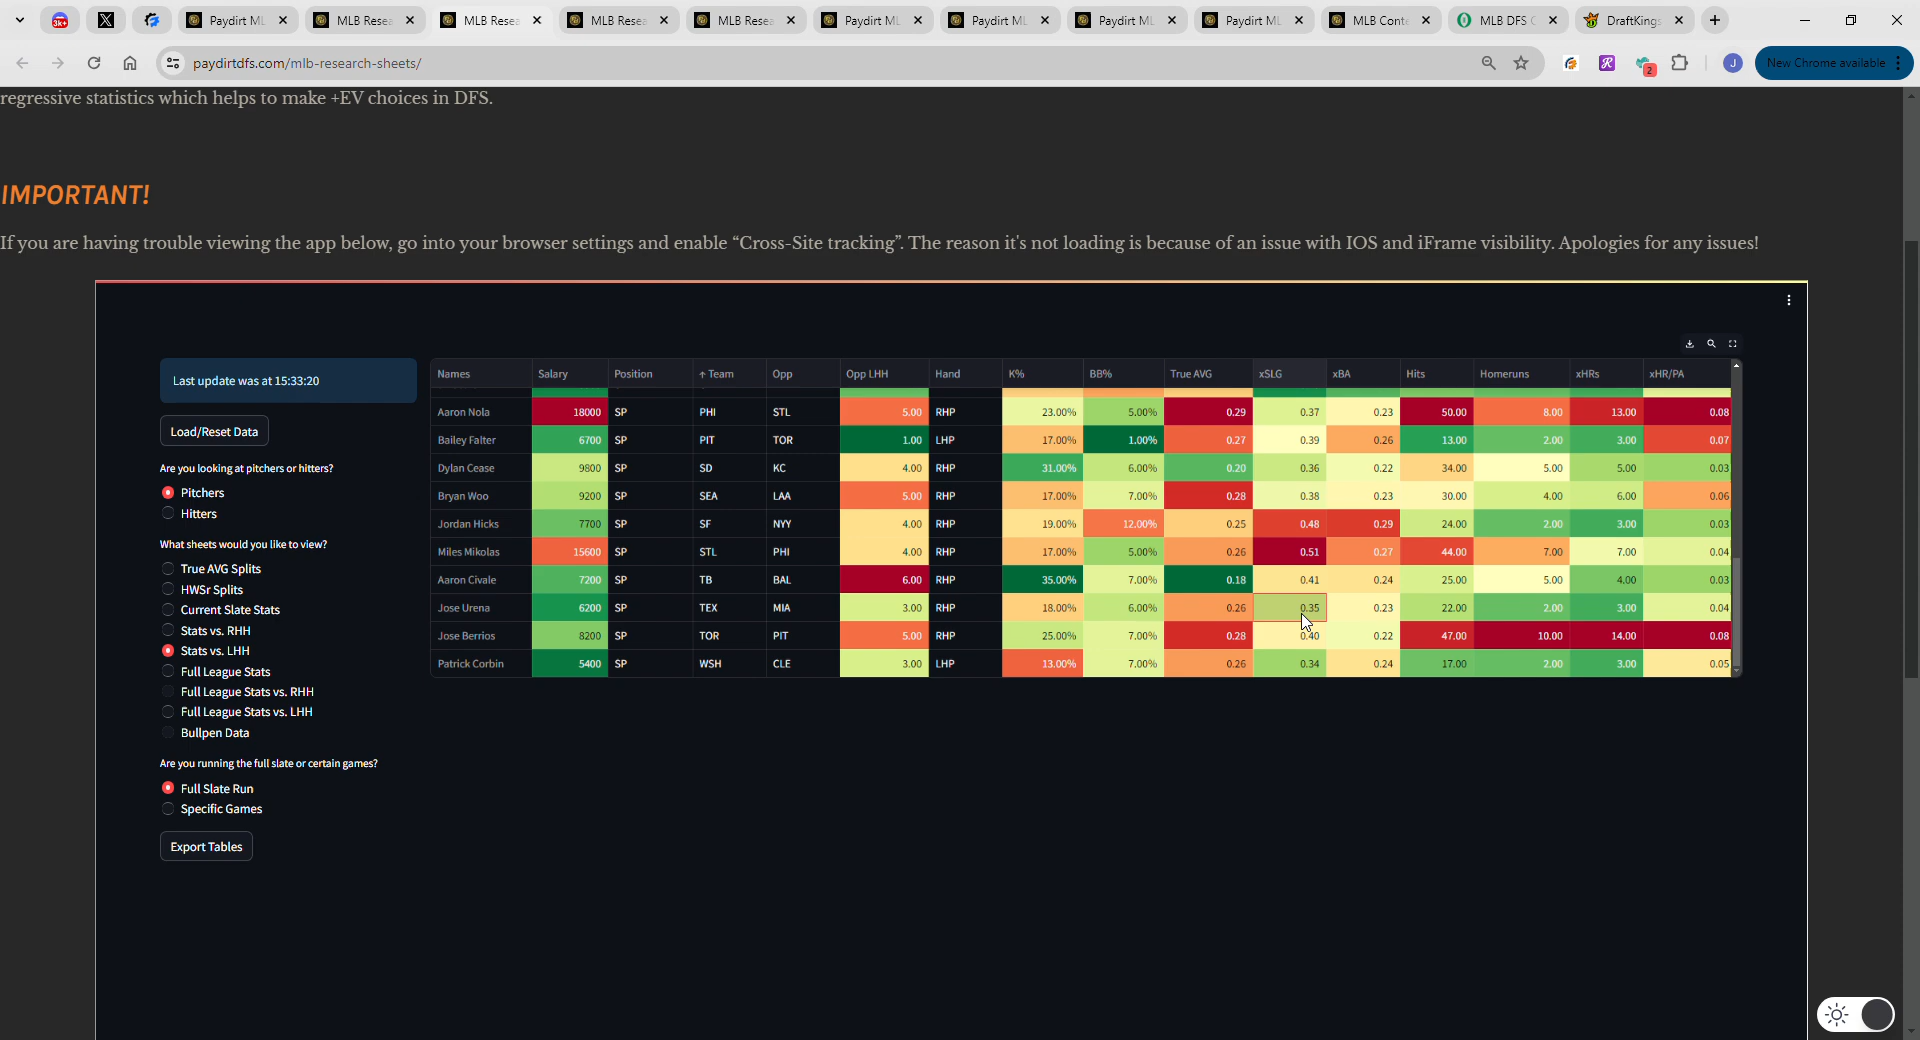 3k+
Paydirt ML
MLB Resea
MLB Resea
MLB Resea
MLB Resea
Paydirt ML
Paydirt ML
Paydirt ML
Paydirt ML
MLB Conte
MLB DFS
DraftKings
paydirtdfs.com/mlb-research-sheets/
2
J
New Chrome available
regressive statistics which helps to make +EV choices in DFS.
IMPORTANT!
If you are having trouble viewing the app below, go into your browser settings and enable “Cross-Site tracking”. The reason it's not loading is because of an issue with IOS and iFrame visibility. Apologies for any issues!
Last update was at 15:33:20
Load/Reset Data
Are you looking at pitchers or hitters?
Pitchers
Hitters
What sheets would you like to view?
True AVG Splits
HWSr Splits
Current Slate Stats
Stats vs. RHH
Stats vs. LHH
Full League Stats
Full League Stats vs. RHH
Full League Stats vs. LHH
Bullpen Data
Are you running the full slate or certain games?
Full Slate Run
Specific Games
Export Tables
Names Salary Position ↑ Team Opp Opp LHH Hand K% BB% True AVG xSLG xBA Hits Homeruns xHRs xHR/PA
Aaron Nola 18000 SP PHI STL 5.00 RHP 23.00% 5.00% 0.29 0.37 0.23 50.00 8.00 13.00 0.08
Bailey Falter 6700 SP PIT TOR 1.00 LHP 17.00% 1.00% 0.27 0.39 0.26 13.00 2.00 3.00 0.07
Dylan Cease 9800 SP SD KC 4.00 RHP 31.00% 6.00% 0.20 0.36 0.22 34.00 5.00 5.00 0.03
Bryan Woo 9200 SP SEA LAA 5.00 RHP 17.00% 7.00% 0.28 0.38 0.23 30.00 4.00 6.00 0.06
Jordan Hicks 7700 SP SF NYY 4.00 RHP 19.00% 12.00% 0.25 0.48 0.29 24.00 2.00 3.00 0.03
Miles Mikolas 15600 SP STL PHI 4.00 RHP 17.00% 5.00% 0.26 0.51 0.27 44.00 7.00 7.00 0.04
Aaron Civale 7200 SP TB BAL 6.00 RHP 35.00% 7.00% 0.18 0.41 0.24 25.00 5.00 4.00 0.03
Jose Urena 6200 SP TEX MIA 3.00 RHP 18.00% 6.00% 0.26 0.35 0.23 22.00 2.00 3.00 0.04
Jose Berrios 8200 SP TOR PIT 5.00 RHP 25.00% 7.00% 0.28 0.40 0.22 47.00 10.00 14.00 0.08
Patrick Corbin 5400 SP WSH CLE 3.00 LHP 13.00% 7.00% 0.26 0.34 0.24 17.00 2.00 3.00 0.05